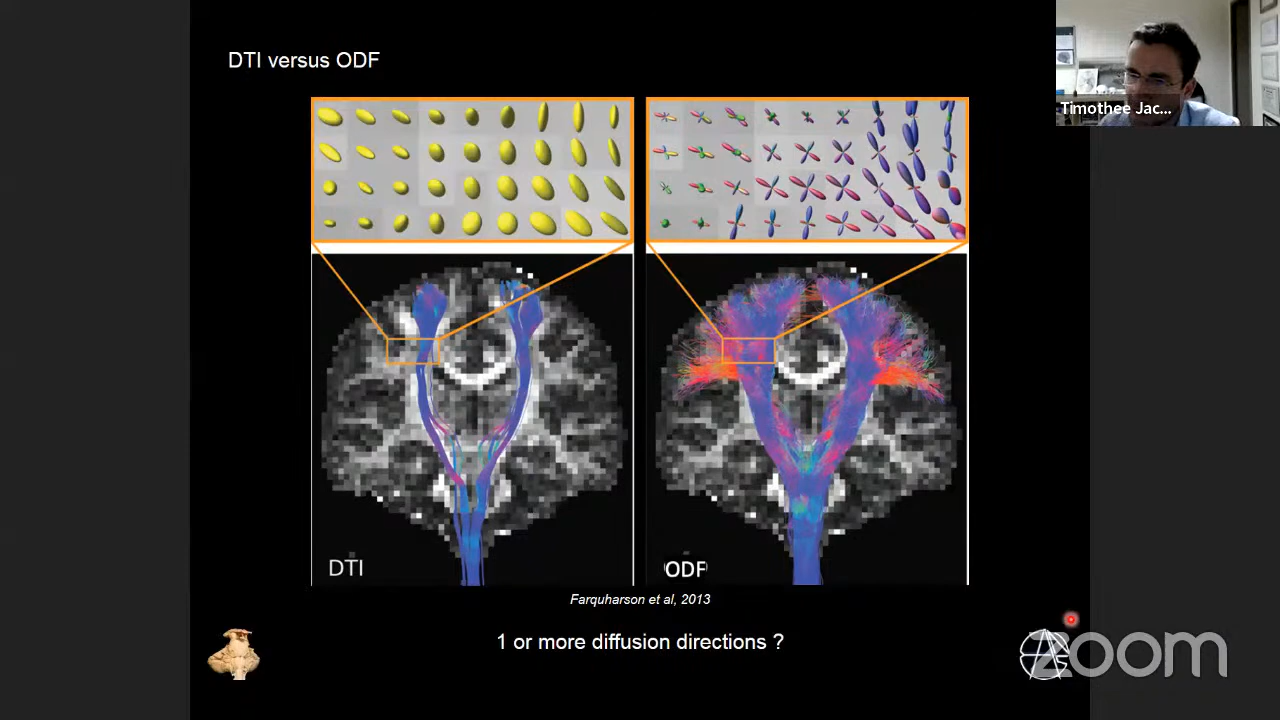 DTI versus ODF
Timothee Jac...
DTI
ODF
Farquharson et al, 2013
1 or more diffusion directions ?
zoom